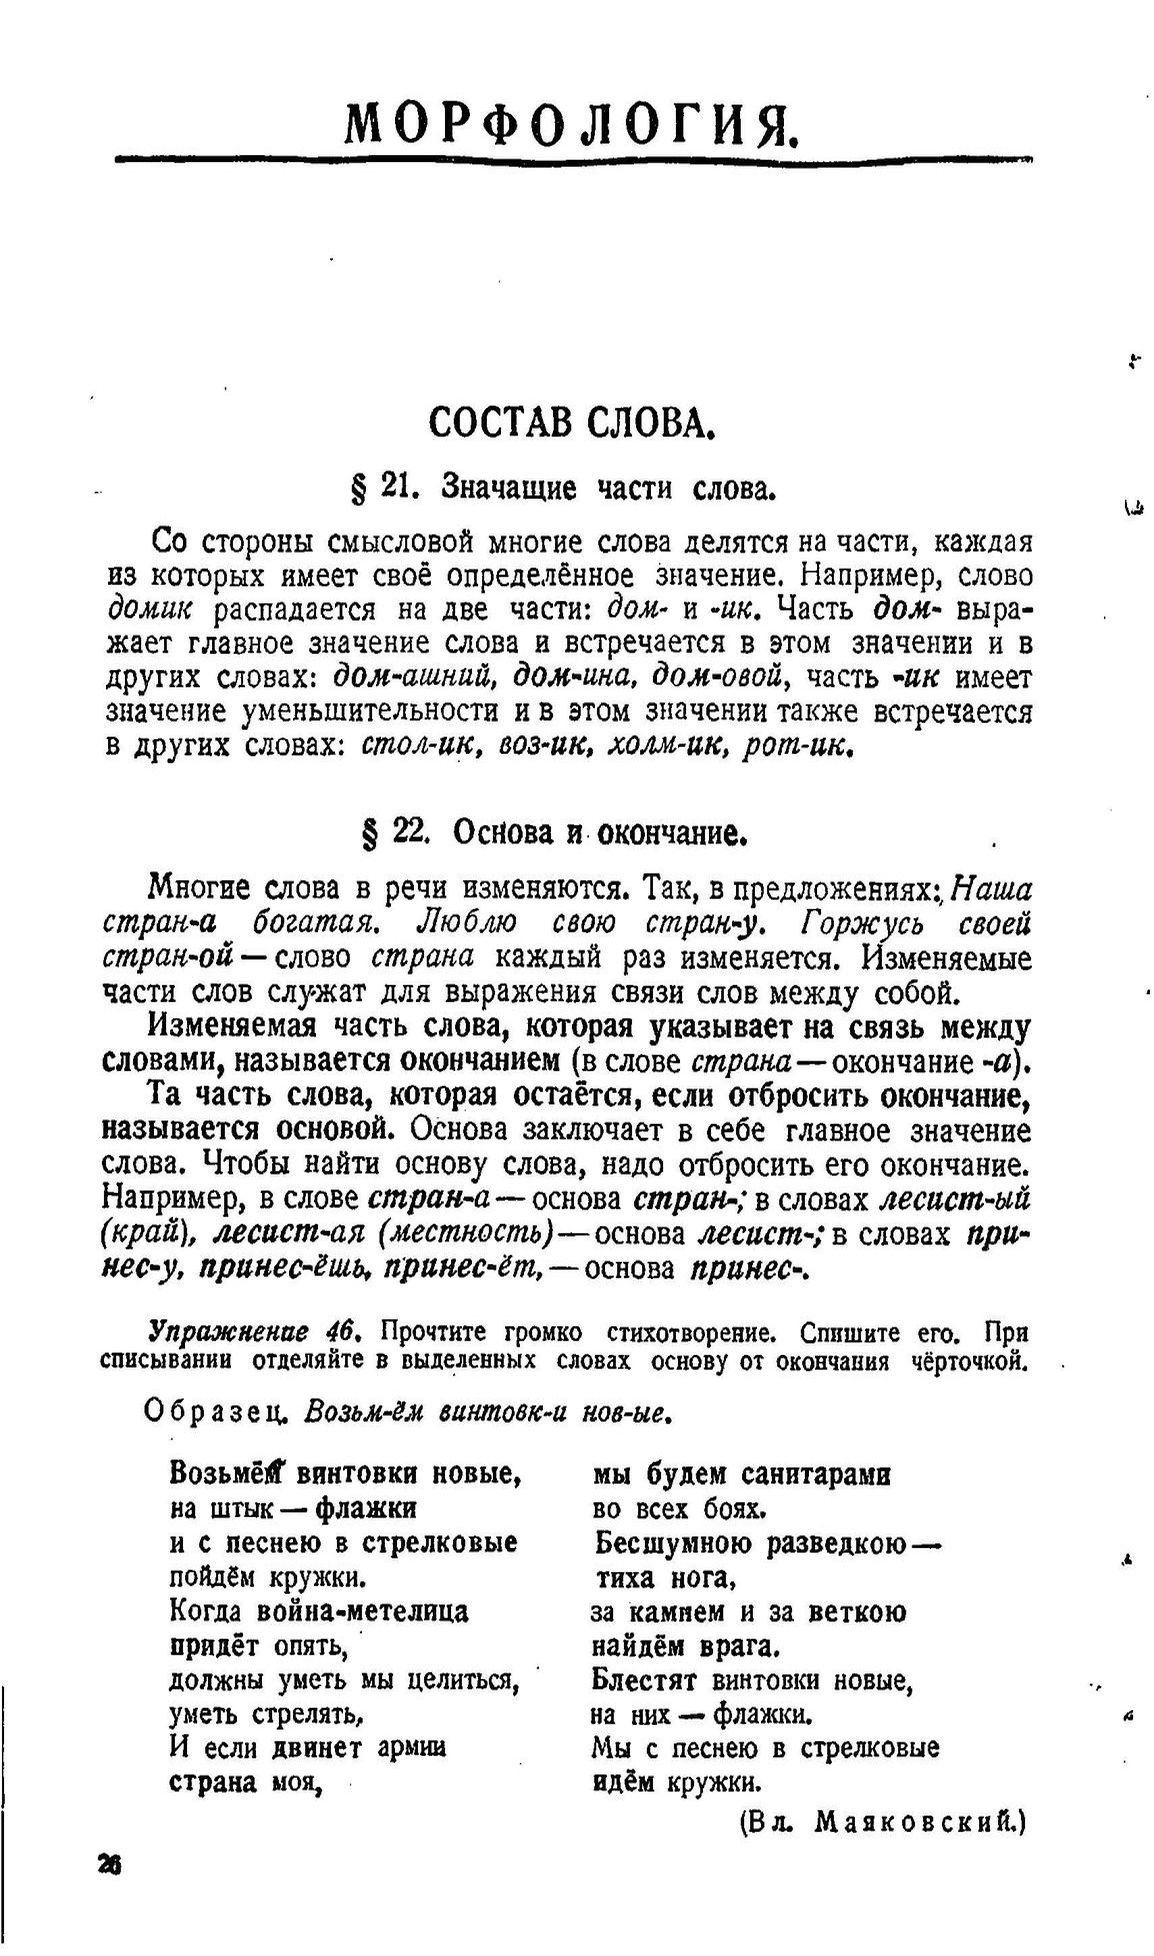 МОРФОЛОГИЯ.
СОСТАВ СЛОВА.
§ 21. Значащие части слова.
Со стороны смысловой многие слова делятся на части, каждая
из которых имеет своё определённое значение. Например, слово
домик распадается на две части: дом- и -ик. Часть дом- выра-
жает главное значение слова и встречается в этом значении и в
других словах: дом-ашний, дом-ина, дом-овой, часть -ик имеет
значение уменьшительности и в этом значении также встречается
в других словах: стол-ик, воз-ик, холм-ик, рот-ик.
§ 22. Основа и окончание.
Многие слова в речи изменяются. Так, в предложениях: Наша
стран-а богатая. Люблю свою стран-у. Горжусь своей
стран-ой — слово страна каждый раз изменяется. Изменяемые
части слов служат для выражения связи слов между собой.
Изменяемая часть слова, которая указывает на связь между
словами, называется окончанием (в слове страна — окончание -а).
Та часть слова, которая остаётся, если отбросить окончание,
называется основой. Основа заключает в себе главное значение
слова. Чтобы найти основу слова, надо отбросить его окончание.
Например, в слове стран-а — основа стран-; в словах лесист-ый
(край), лесист-ая (местность) — основа лесист-; в словах при-
нес-у, принес-ёшь, принес-ёт, — основа принес-.
Упражнение 46. Прочтите громко стихотворение. Спишите его. При
списывании отделяйте в выделенных словах основу от окончания чёрточкой.
Образец. Возьм-ём винтовк-и нов-ые.
Возьмём винтовки новые,
на штык — флажки
и с песнею в стрелковые
пойдём кружки.
Когда война-метелица
придёт опять,
должны уметь мы целиться,
уметь стрелять,
И если двинет армии
страна моя,
мы будем санитарами
во всех боях.
Бесшумною разведкою —
тиха нога,
за камнем и за веткою
найдём врага.
Блестят винтовки новые,
на них — флажки.
Мы с песнею в стрелковые
идём кружки.
(Вл. Маяковский.)
26